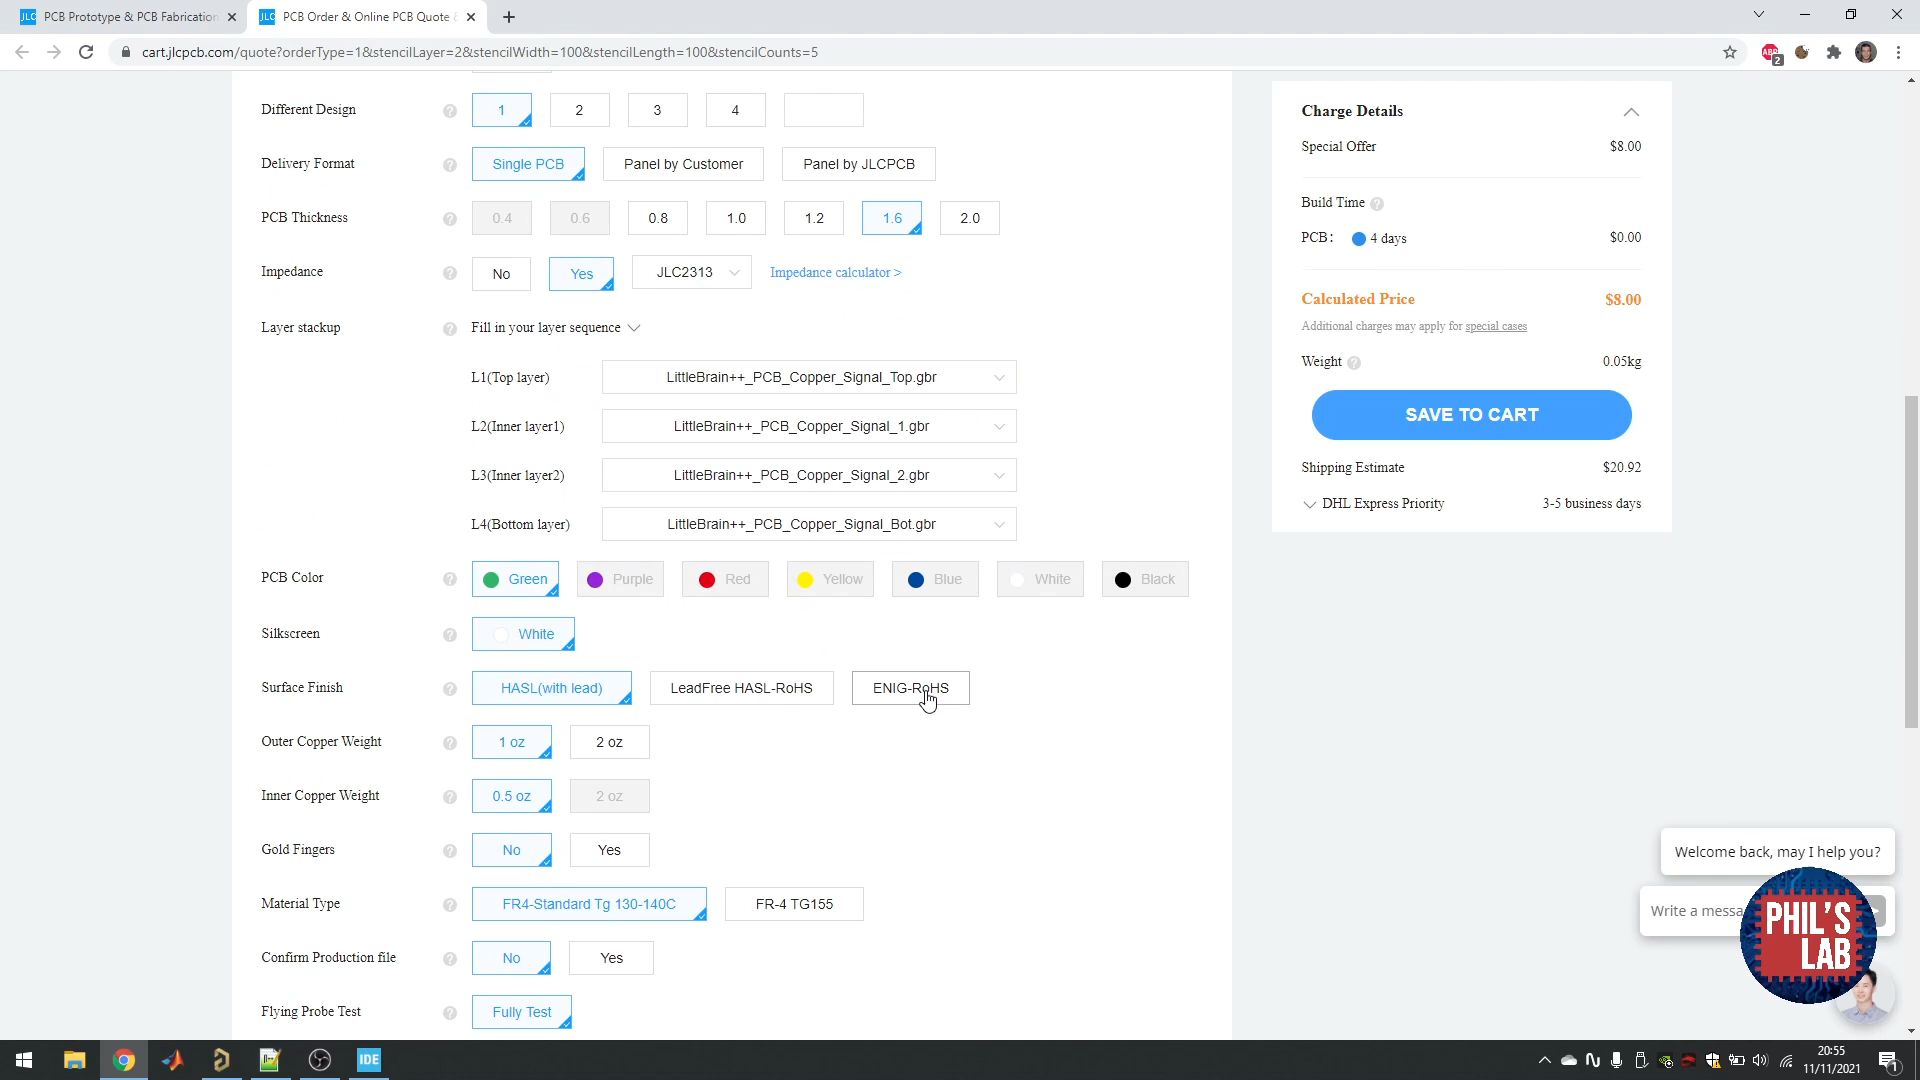 PCB Prototype & PCB Fabrication
PCB Order & Online PCB Quote &
cart.jlcpcb.com/quote?orderType=1&stencilLayer=2&stencilWidth=100&stencilLength=100&stencilCounts=5
ABP 2
Different Design ? 1 2 3 4
Delivery Format ? Single PCB Panel by Customer Panel by JLCPCB
PCB Thickness ? 0.4 0.6 0.8 1.0 1.2 1.6 2.0
Impedance ? No Yes JLC2313 Impedance calculator >
Layer stackup ? Fill in your layer sequence
L1(Top layer) LittleBrain++_PCB_Copper_Signal_Top.gbr
L2(Inner layer1) LittleBrain++_PCB_Copper_Signal_1.gbr
L3(Inner layer2) LittleBrain++_PCB_Copper_Signal_2.gbr
L4(Bottom layer) LittleBrain++_PCB_Copper_Signal_Bot.gbr
PCB Color ? Green Purple Red Yellow Blue White Black
Silkscreen ? White
Surface Finish ? HASL(with lead) LeadFree HASL-RoHS ENIG-RoHS
Outer Copper Weight ? 1 oz 2 oz
Inner Copper Weight ? 0.5 oz 2 oz
Gold Fingers ? No Yes
Material Type ? FR4-Standard Tg 130-140C FR-4 TG155
Confirm Production file ? No Yes
Flying Probe Test ? Fully Test
Charge Details
Special Offer $8.00
Build Time ?
PCB: 4 days $0.00
Calculated Price $8.00
Additional charges may apply for special cases
Weight ? 0.05kg
SAVE TO CART
Shipping Estimate $20.92
DHL Express Priority 3-5 business days
Welcome back, may I help you?
Write a messa
PHIL'S
LAB
IDE
20:55
11/11/2021
1